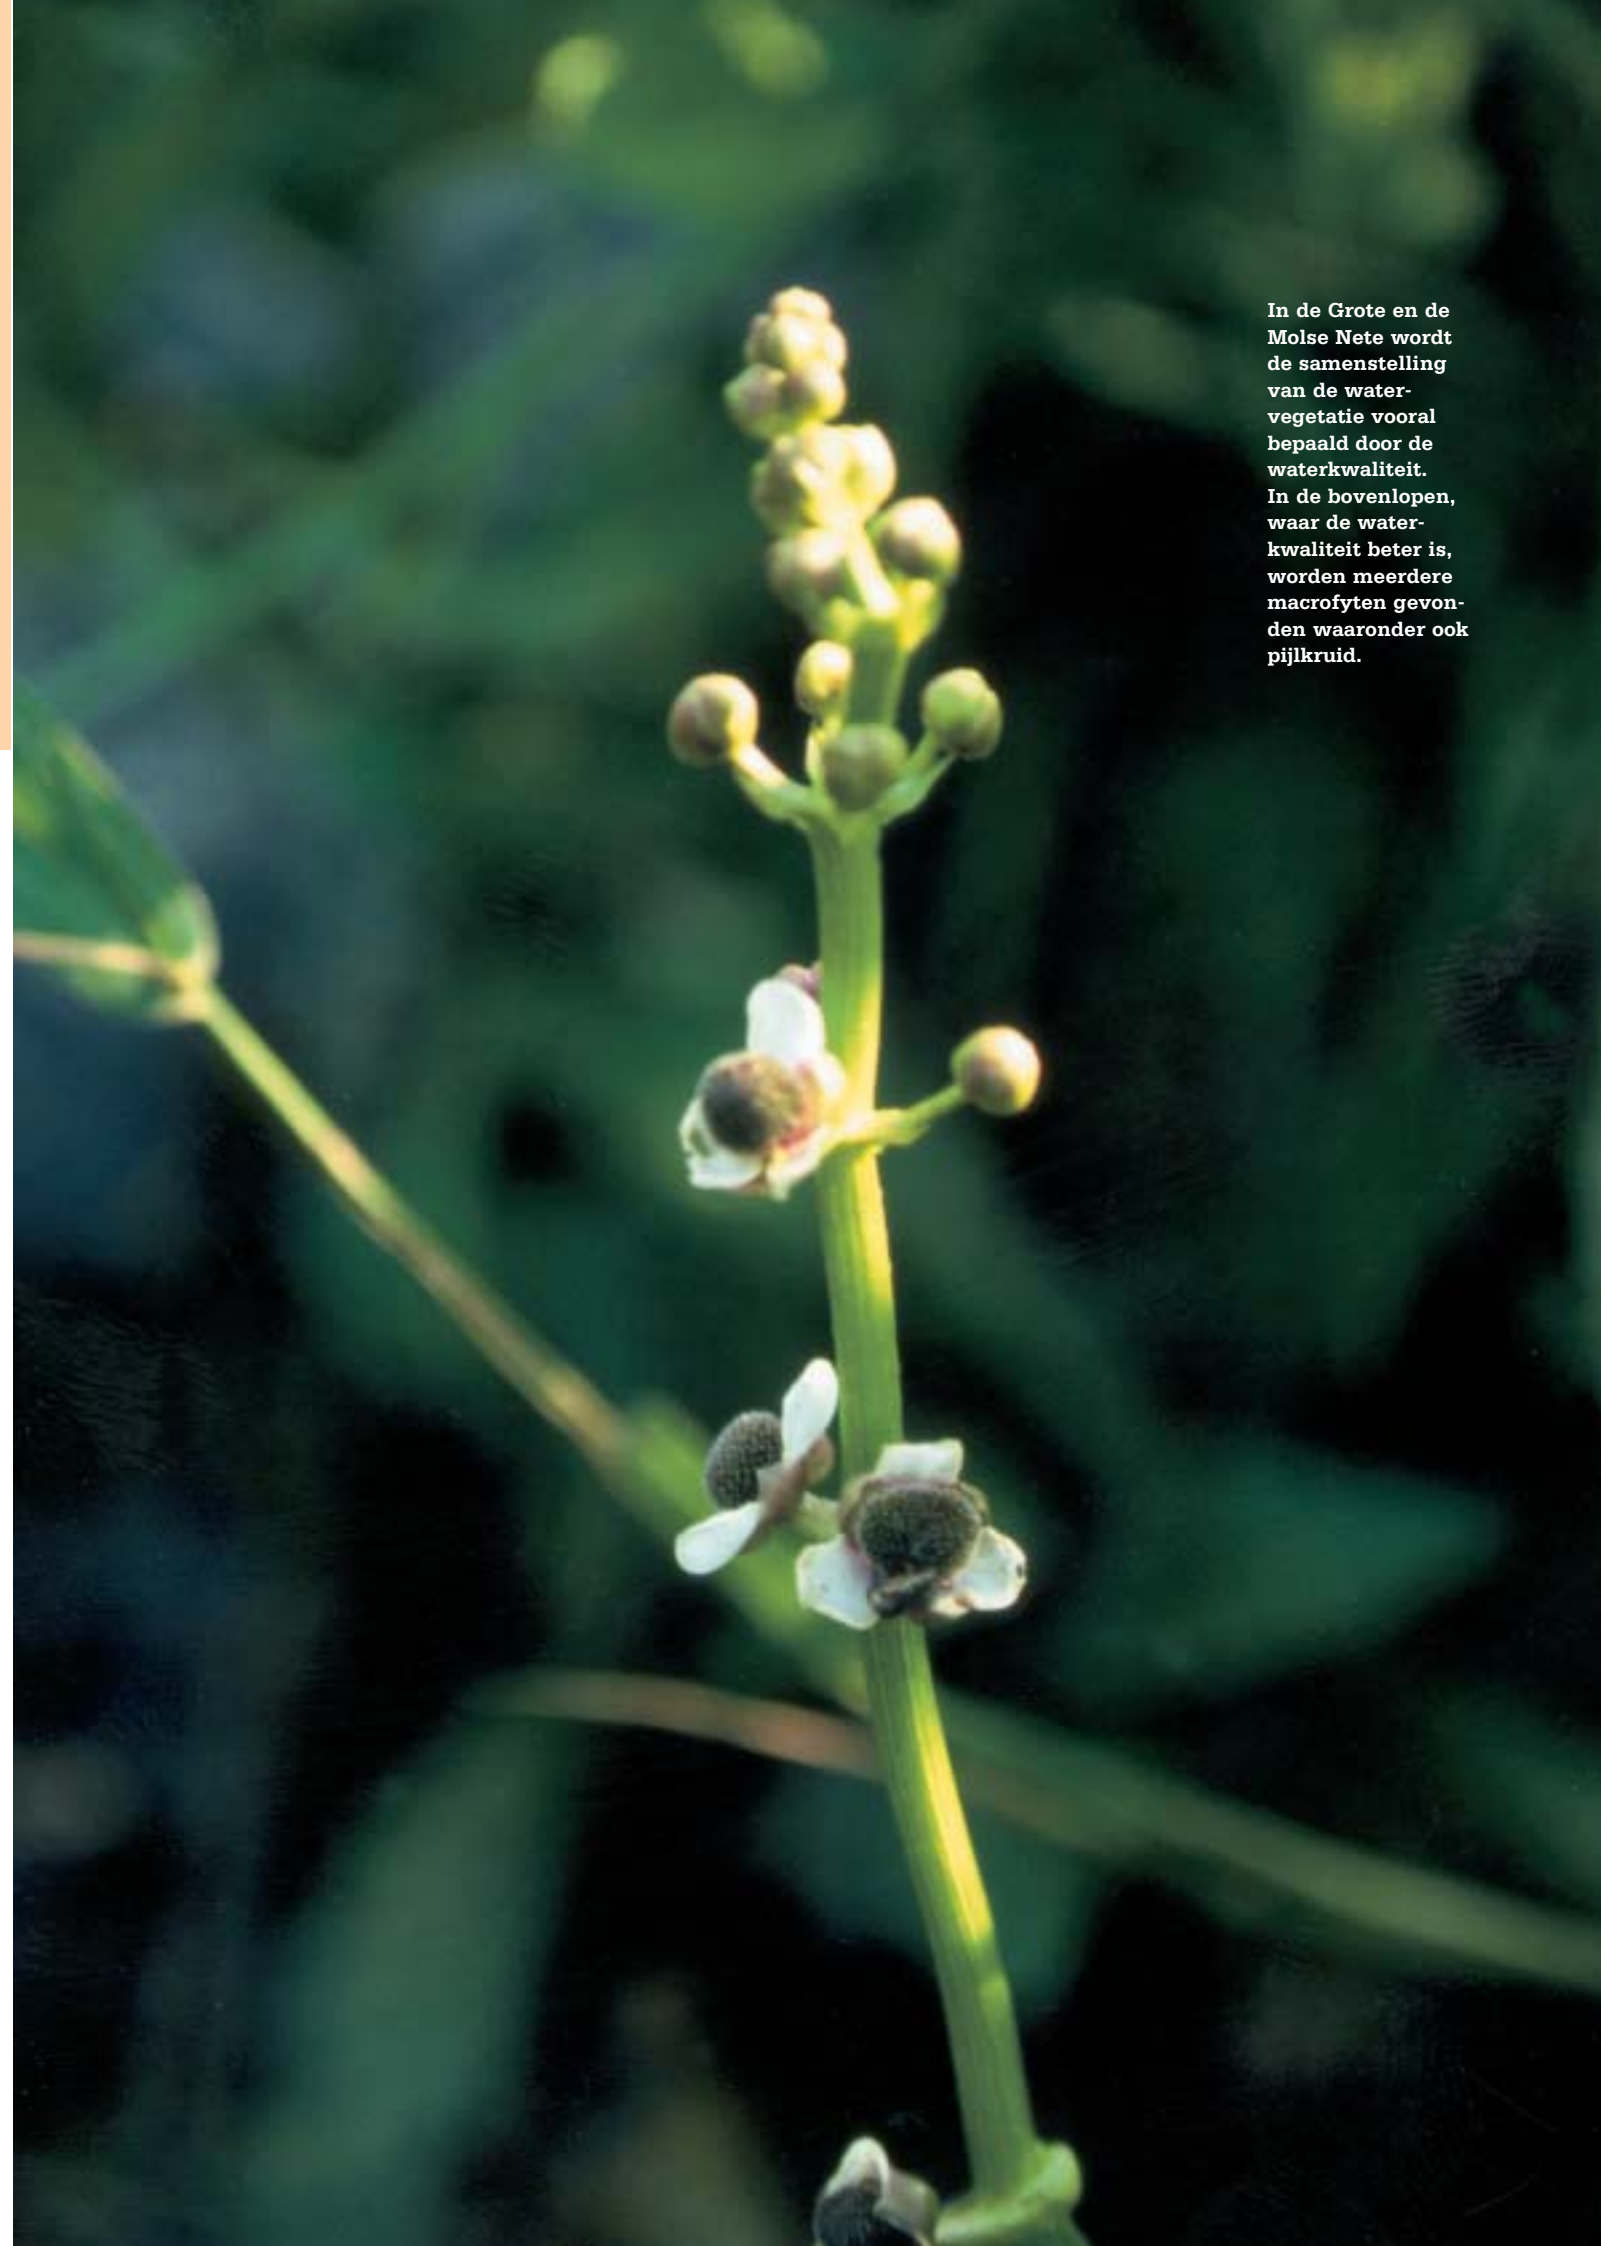 In de Grote en de
Molse Nete wordt
de samenstelling
van de water-
vegetatie vooral
bepaald door de
waterkwaliteit.
In de bovenlopen,
waar de water-
kwaliteit beter is,
worden meerdere
macrofyten gevon-
den waaronder ook
pijlkruid.